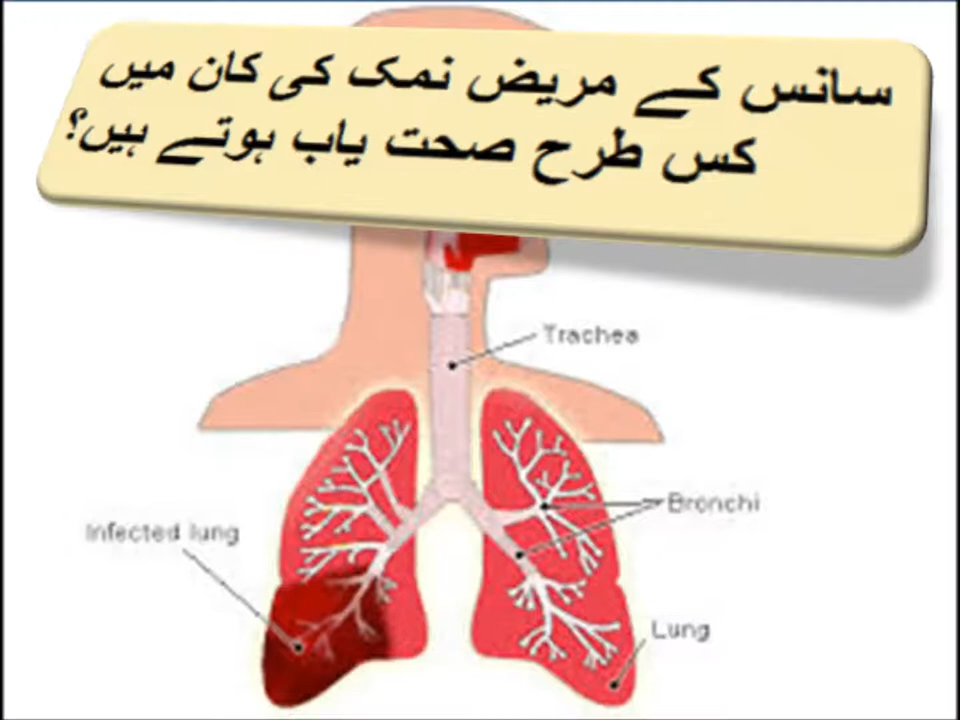 سانس کے مریض نمک کی کان میں
کس طرح صحت یاب ہوتے ہیں؟
Trachea
Bronchi
Infected lung
Lung